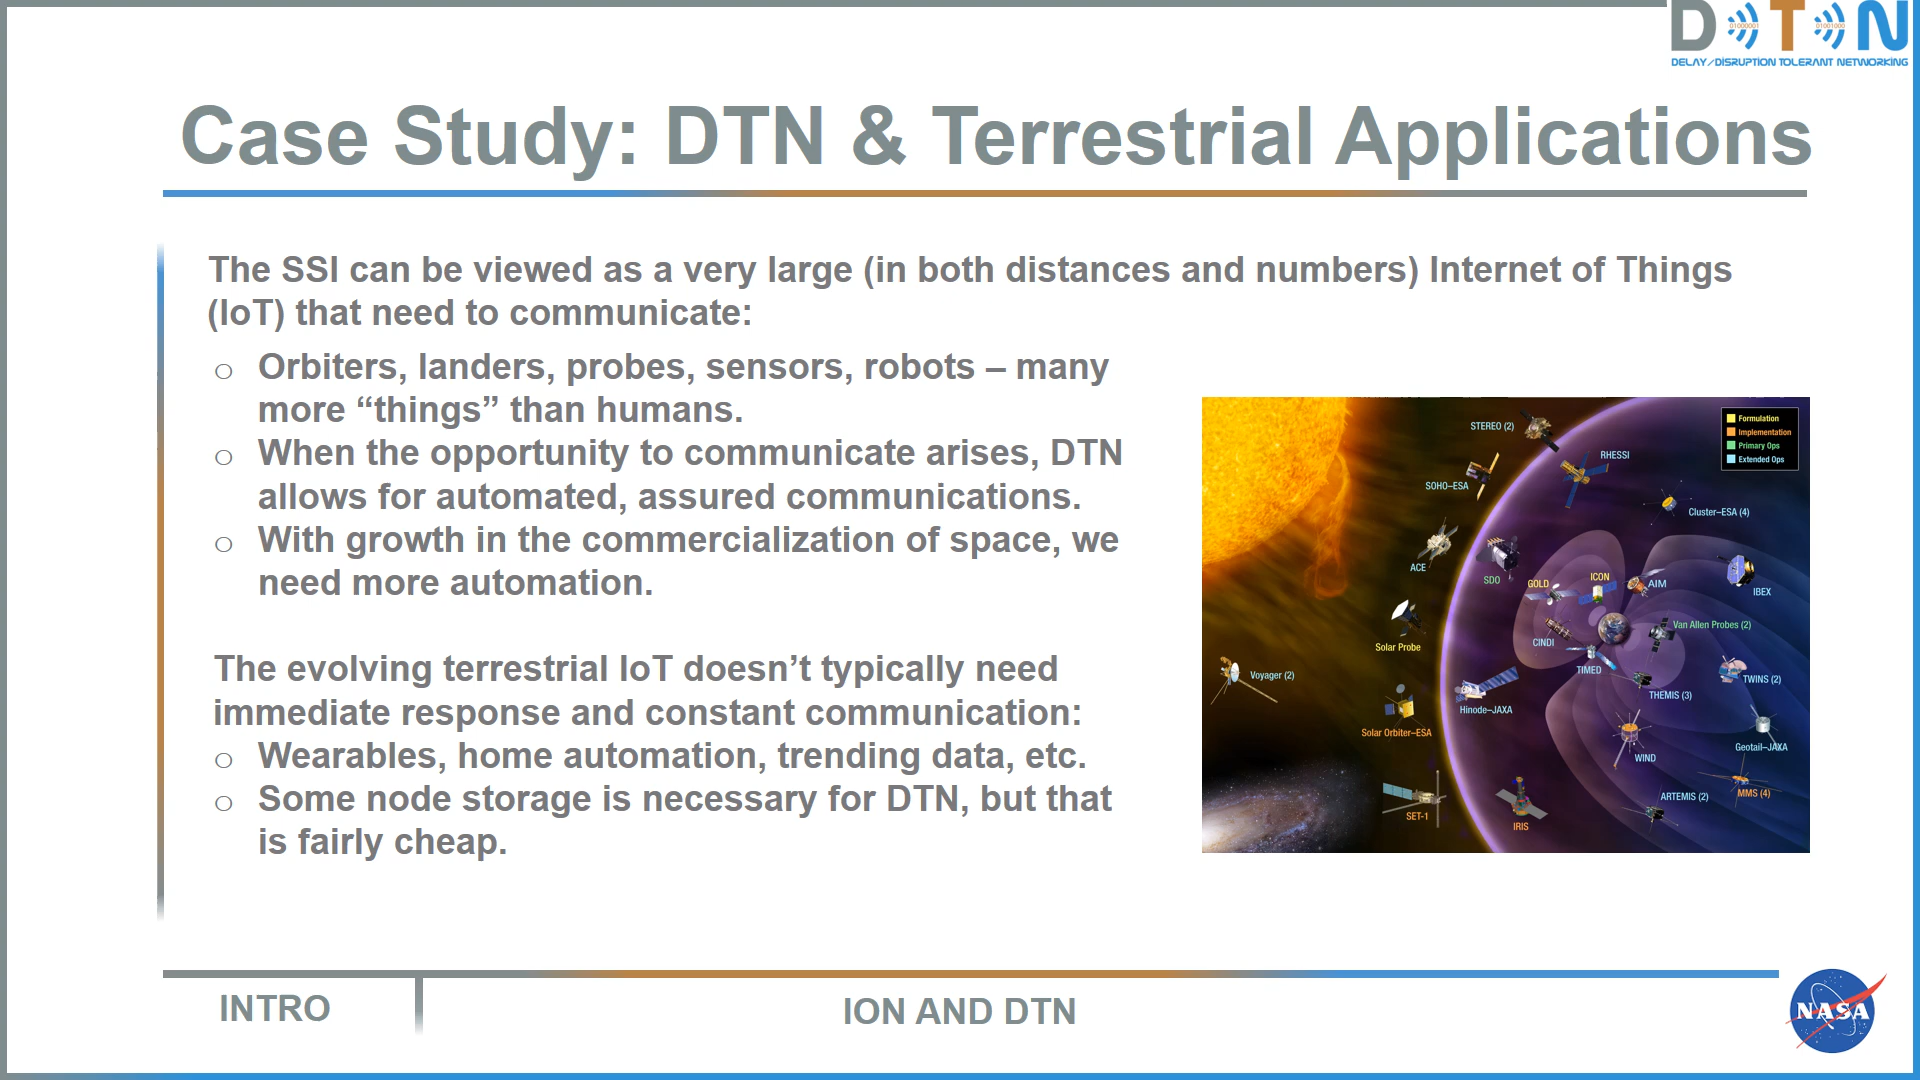 D T N
DELAY/DISRUPTION TOLERANT NETWORKING
Case Study: DTN & Terrestrial Applications
The SSI can be viewed as a very large (in both distances and numbers) Internet of Things
(IoT) that need to communicate:
o Orbiters, landers, probes, sensors, robots – many
more “things” than humans.
o When the opportunity to communicate arises, DTN
allows for automated, assured communications.
o With growth in the commercialization of space, we
need more automation.
The evolving terrestrial IoT doesn’t typically need
immediate response and constant communication:
o Wearables, home automation, trending data, etc.
o Some node storage is necessary for DTN, but that
is fairly cheap.
Formulation
Implementation
Primary Ops
Extended Ops
STEREO (2)
RHESSI
SOHO–ESA
Cluster–ESA (4)
ACE
SDO
GOLD
ICON
AIM
IBEX
Solar Probe
CINDI
Van Allen Probes (2)
TIMED
Voyager (2)
THEMIS (3)
TWINS (2)
Hinode–JAXA
Solar Orbiter–ESA
WIND
Geotail–JAXA
MMS (4)
ARTEMIS (2)
SET-1
IRIS
INTRO
ION AND DTN
NASA